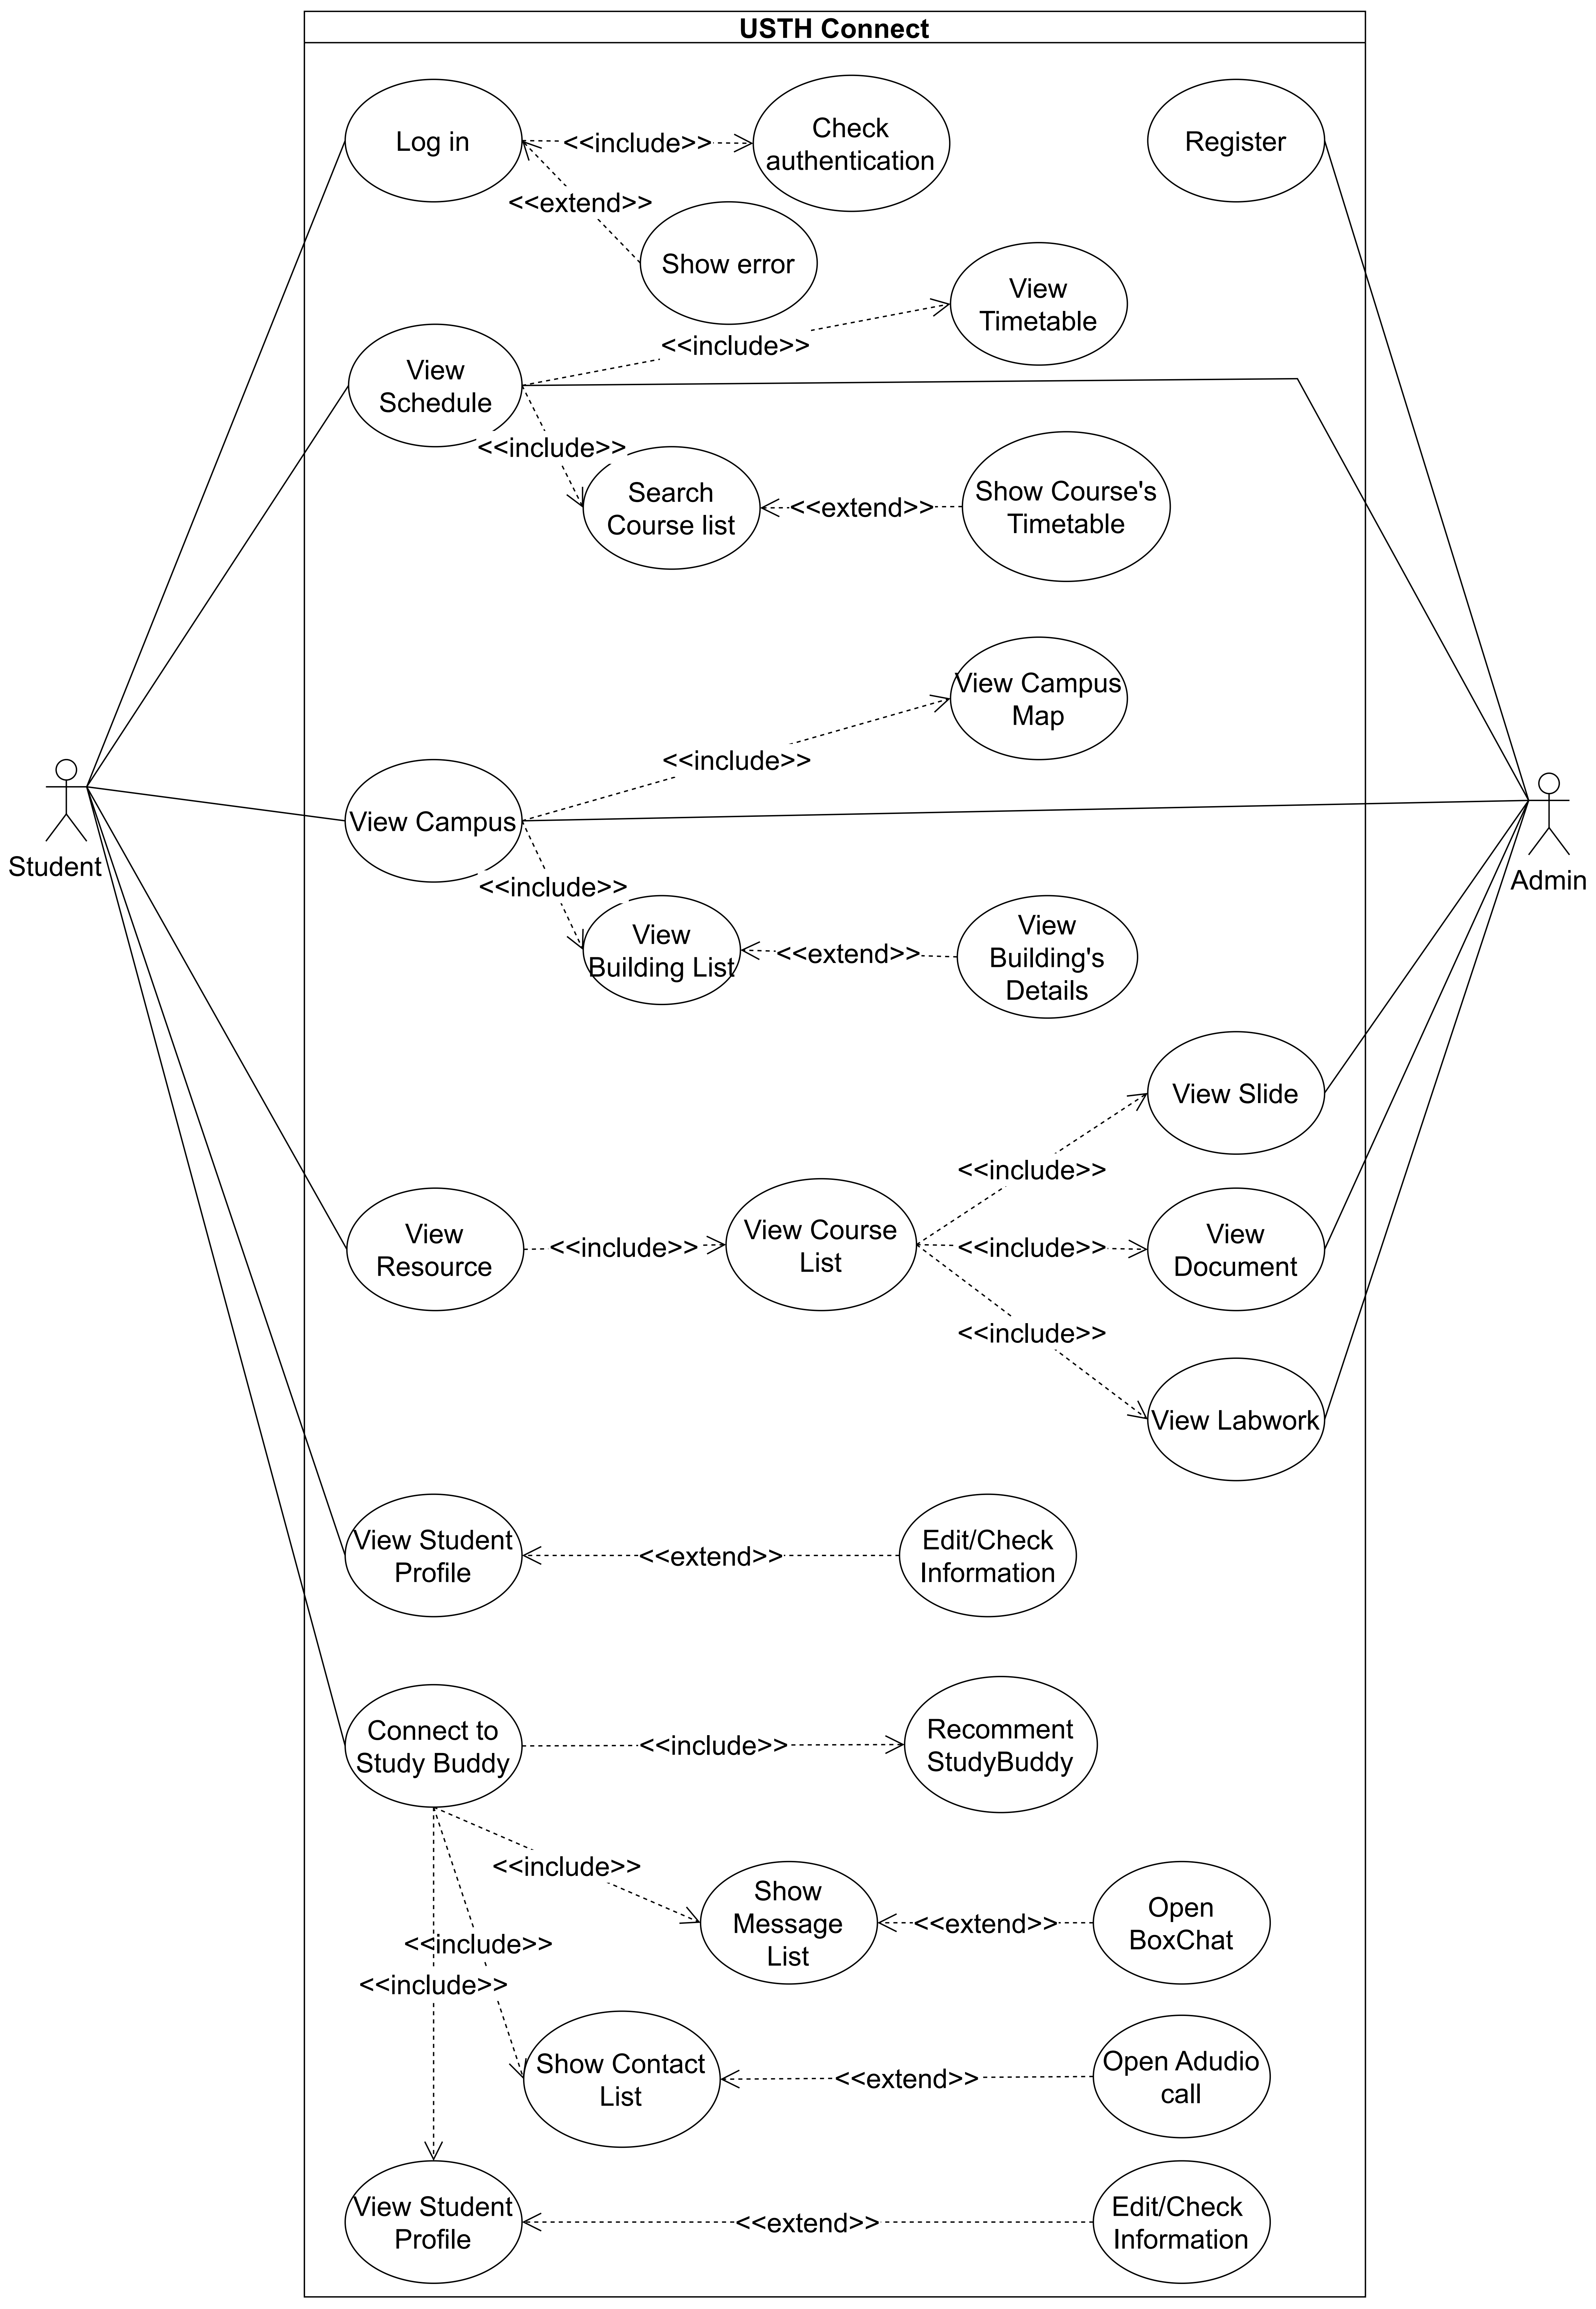 USTH Connect
Log in
<<include>>
Check
authentication
Register
<<extend>>
Show error
View
Timetable
<<include>>
View
Schedule
<<include>>
Search
Course list
<<extend>>
Show Course's
Timetable
View Campus
Map
<<include>>
Student
View Campus
Admin
<<include>>
View
Building List
<<extend>>
View
Building's
Details
View Slide
<<include>>
View
Resource
<<include>>
View Course
List
<<include>>
View
Document
<<include>>
View Labwork
View Student
Profile
<<extend>>
Edit/Check
Information
Connect to
Study Buddy
<<include>>
Recomment
StudyBuddy
<<include>>
Show
Message
List
<<extend>>
Open
BoxChat
<<include>>
<<include>>
Show Contact
List
<<extend>>
Open Adudio
call
View Student
Profile
<<extend>>
Edit/Check
Information